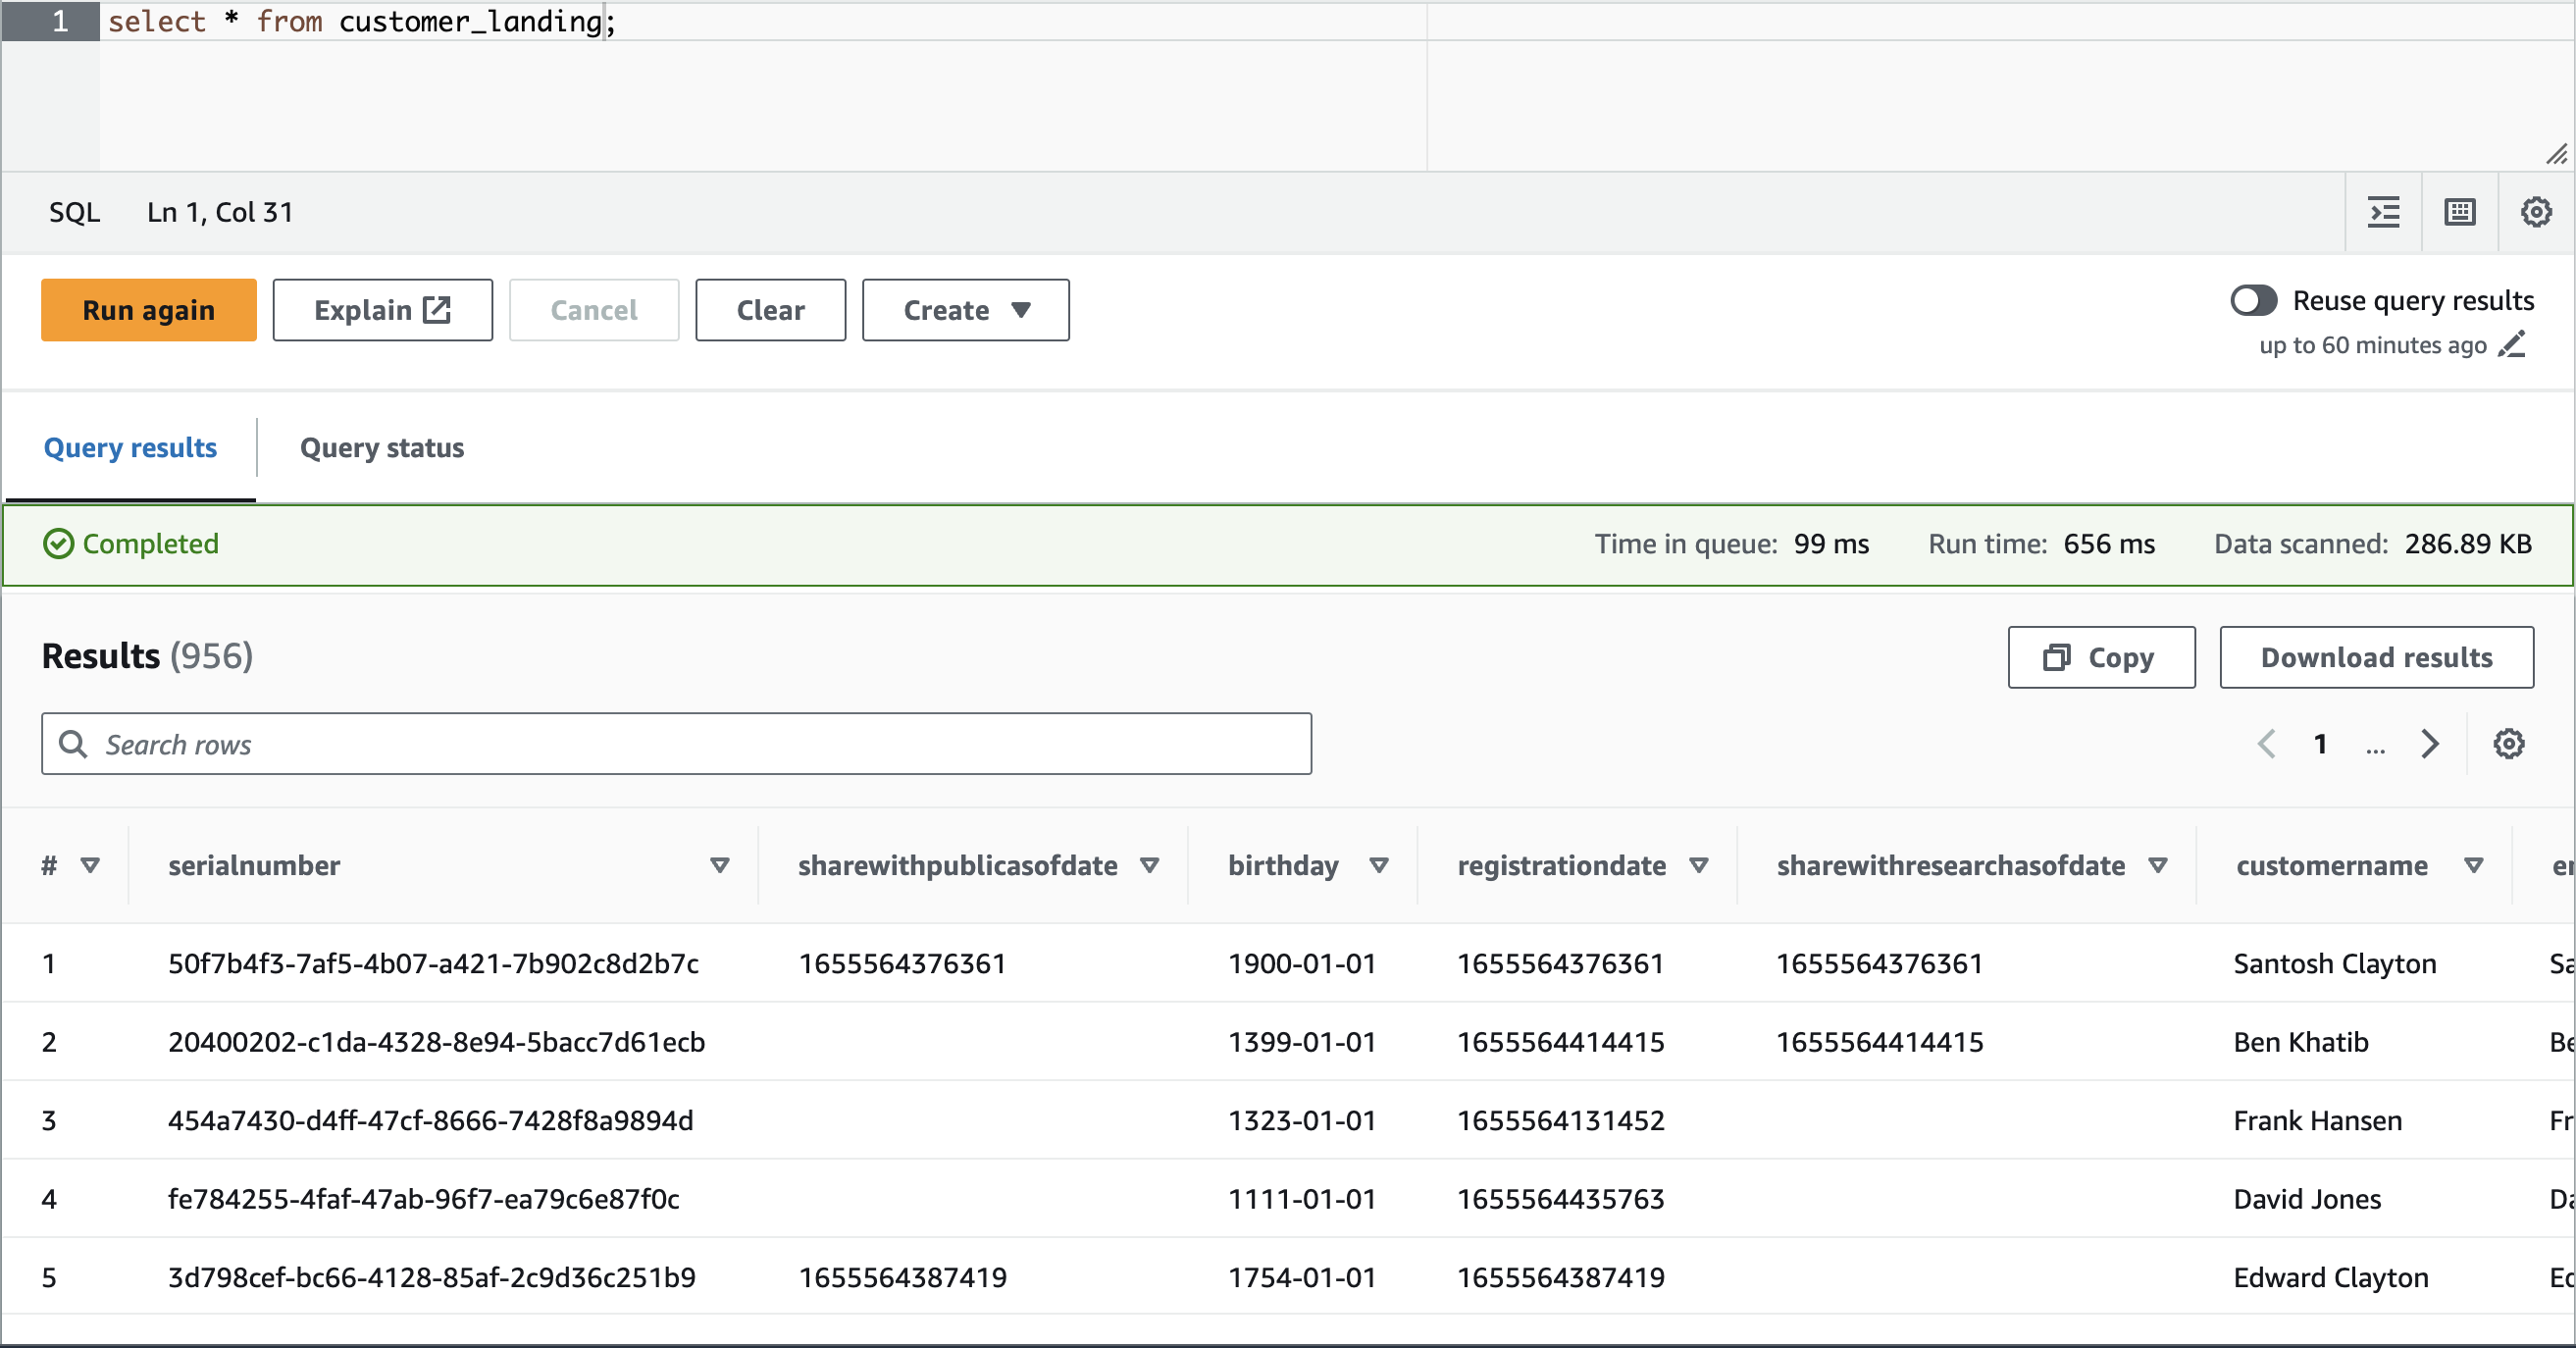 1 select * from customer_landing;
SQL Ln 1, Col 31
Run again Explain Cancel Clear Create Reuse query results
up to 60 minutes ago
Query results Query status
Completed Time in queue: 99 ms Run time: 656 ms Data scanned: 286.89 KB
Results (956) Copy Download results
Search rows 1 ...
# serialnumber sharewithpublicasofdate birthday registrationdate sharewithresearchasofdate customername
1 50f7b4f3-7af5-4b07-a421-7b902c8d2b7c 1655564376361 1900-01-01 1655564376361 1655564376361 Santosh Clayton
2 20400202-c1da-4328-8e94-5bacc7d61ecb 1399-01-01 1655564414415 1655564414415 Ben Khatib
3 454a7430-d4ff-47cf-8666-7428f8a9894d 1323-01-01 1655564131452 Frank Hansen
4 fe784255-4faf-47ab-96f7-ea79c6e87f0c 1111-01-01 1655564435763 David Jones
5 3d798cef-bc66-4128-85af-2c9d36c251b9 1655564387419 1754-01-01 1655564387419 Edward Clayton